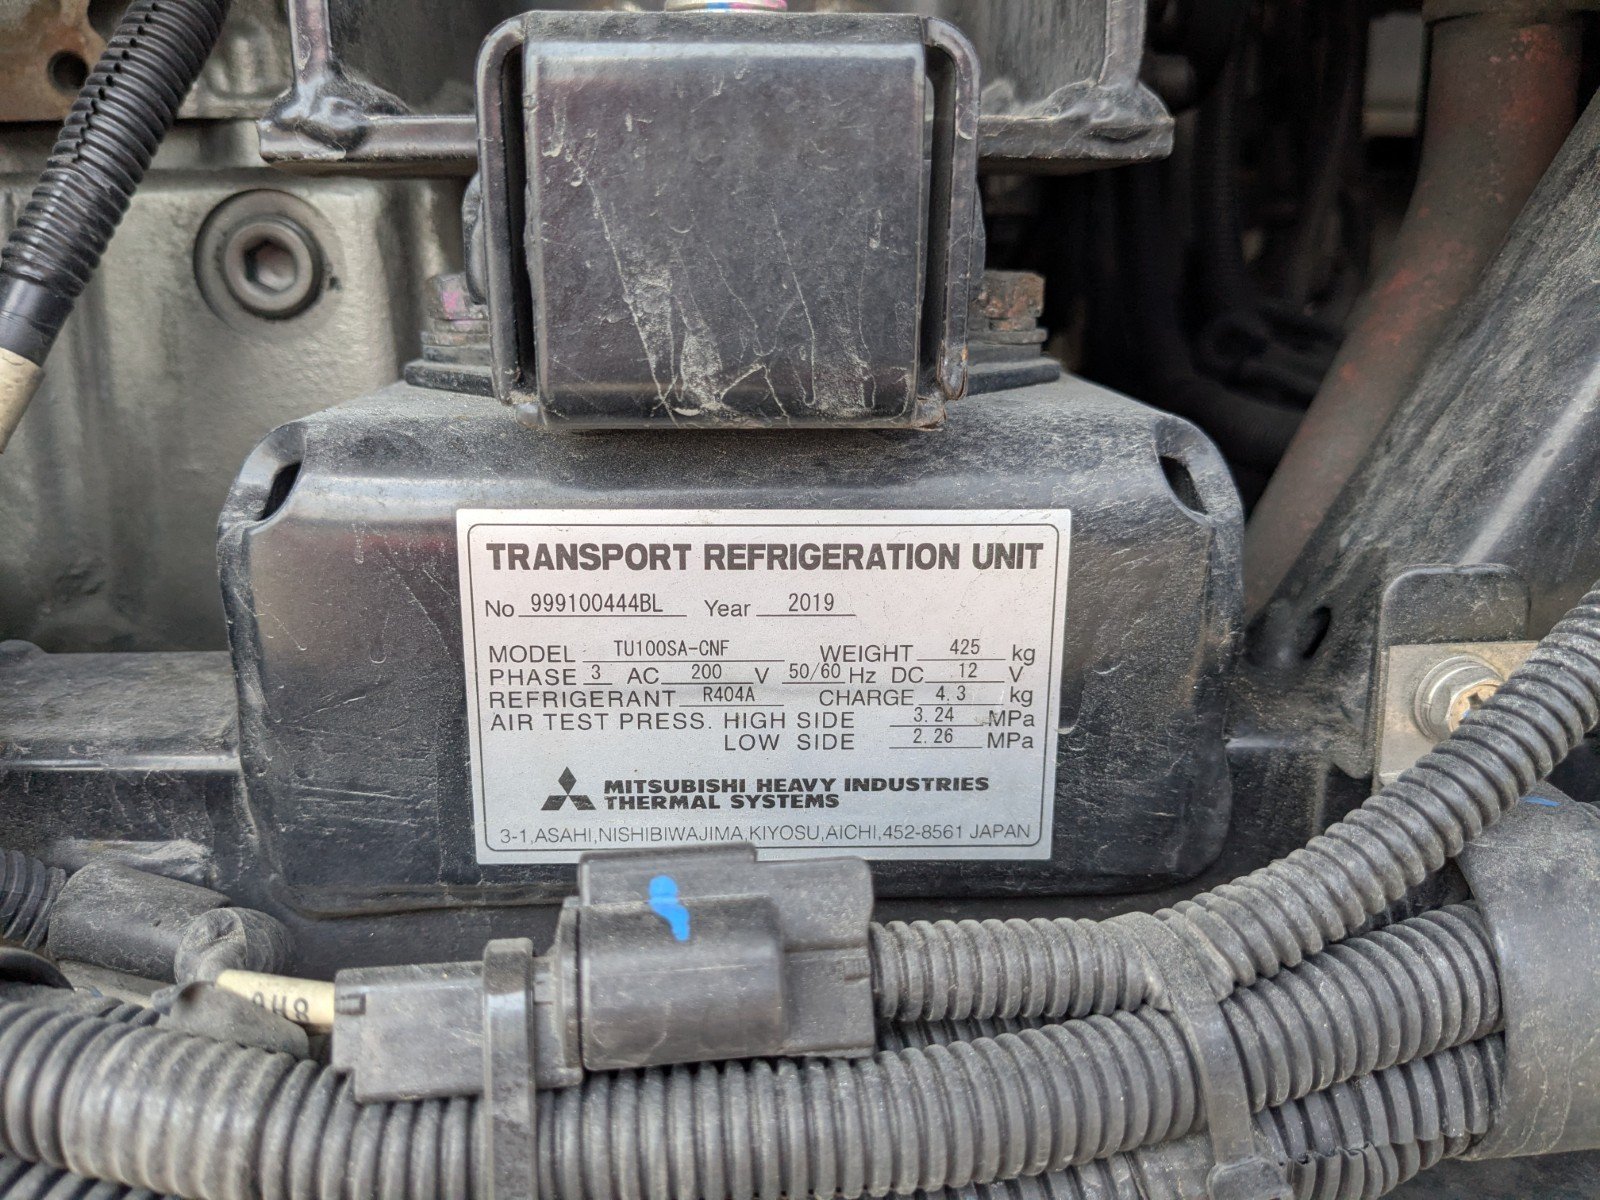 TRANSPORT REFRIGERATION UNIT
No 999100444BL Year 2019
MODEL TU100SA-CNF WEIGHT 425 kg
PHASE 3 AC 200 V 50/60 Hz DC 12 V
REFRIGERANT R404A CHARGE 4.3 kg
AIR TEST PRESS. HIGH SIDE 3.24 MPa
LOW SIDE 2.26 MPa
MITSUBISHI HEAVY INDUSTRIES
THERMAL SYSTEMS
3-1,ASAHI,NISHIBIWAJIMA,KIYOSU,AICHI,452-8561 JAPAN